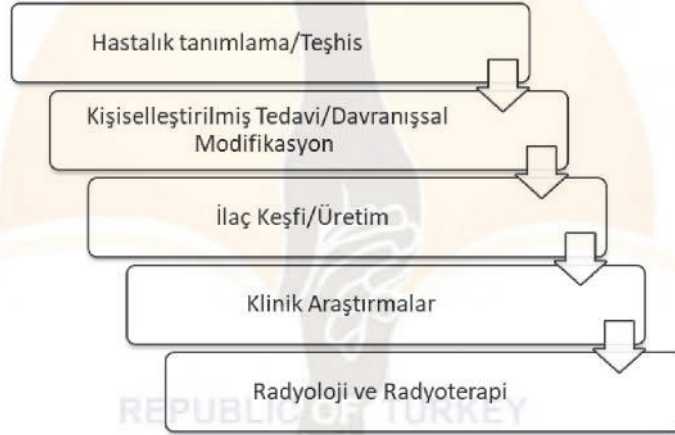 Hastalık tanımlama/Teşhis
Kişiselleştirilmiş Tedavi/Davranışsal
Modifikasyon
İlaç Keşfi/Üretim
Klinik Araştırmalar
Radyoloji ve Radyoterapi
REPUBLIC OF TURKEY